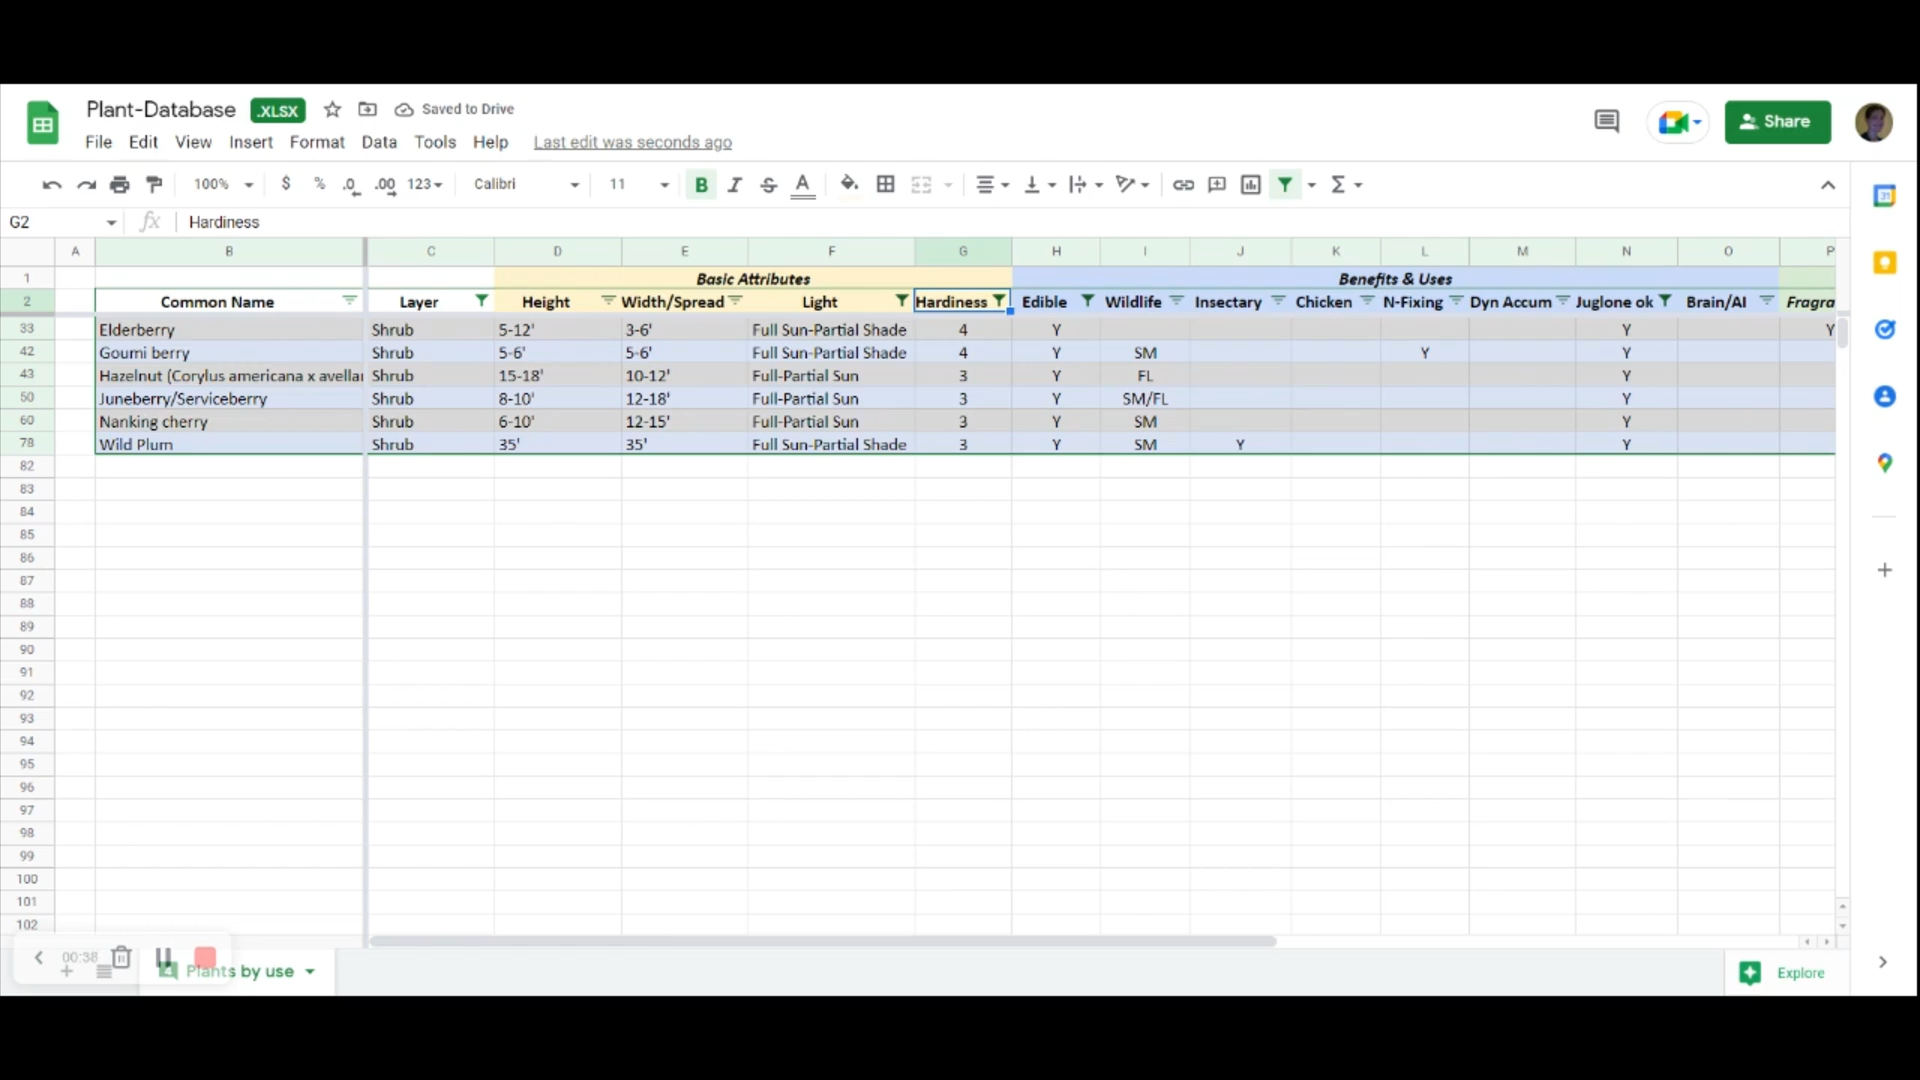 Plant-Database .XLSX Saved to Drive
File Edit View Insert Format Data Tools Help Last edit was seconds ago
Share
100% $ % .0 .00 123 Calibri 11 B I S A Σ
G2 fx Hardiness
A B C D E F G H I J K L M N O P
1 Basic Attributes Benefits & Uses
2 Common Name Layer Height Width/Spread Light Hardiness Edible Wildlife Insectary Chicken N-Fixing Dyn Accum Juglone ok Brain/AI Fragra
33 Elderberry Shrub 5-12' 3-6' Full Sun-Partial Shade 4 Y Y Y
42 Goumi berry Shrub 5-6' 5-6' Full Sun-Partial Shade 4 Y SM Y Y
43 Hazelnut (Corylus americana x avellan Shrub 15-18' 10-12' Full-Partial Sun 3 Y FL Y
50 Juneberry/Serviceberry Shrub 8-10' 12-18' Full-Partial Sun 3 Y SM/FL Y
60 Nanking cherry Shrub 6-10' 12-15' Full-Partial Sun 3 Y SM Y
78 Wild Plum Shrub 35' 35' Full Sun-Partial Shade 3 Y SM Y Y
82
83
84
85
86
87
88
89
90
91
92
93
94
95
96
97
98
99
100
101
102
00:38
Plants by use
Explore
31